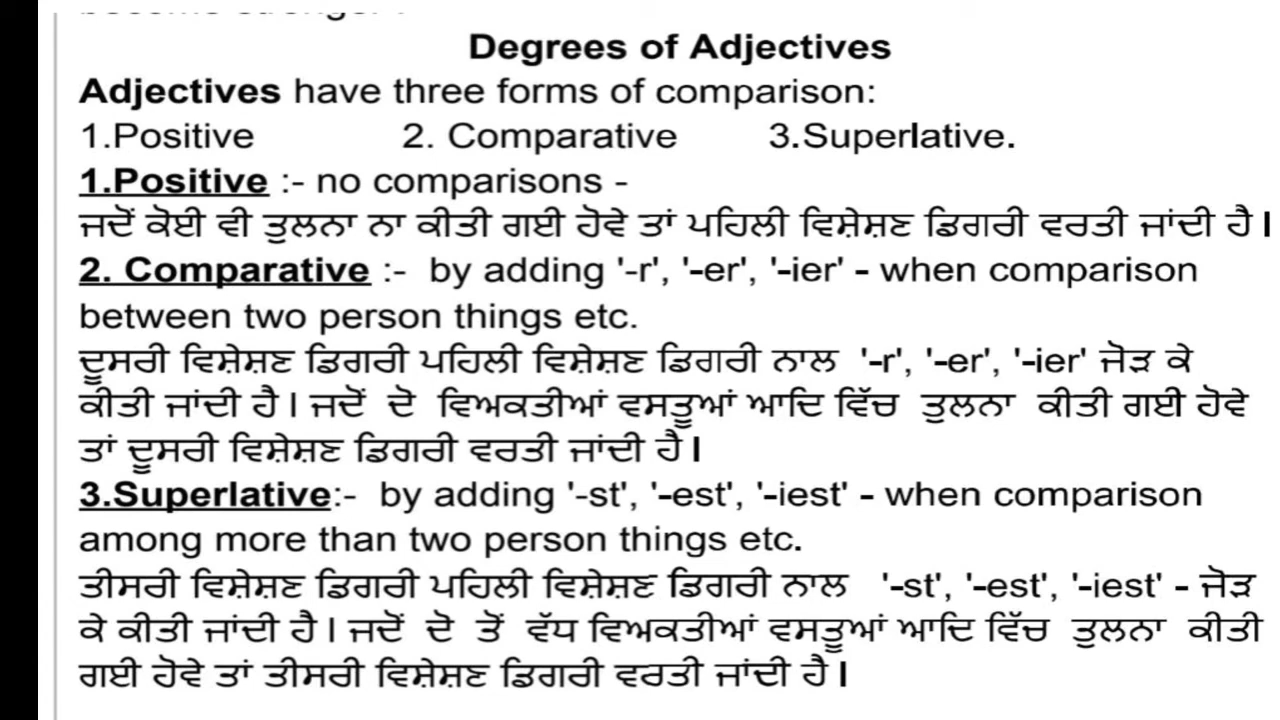 Degrees of Adjectives
Adjectives have three forms of comparison:
1.Positive 2. Comparative 3.Superlative.
1.Positive :- no comparisons -
ਜਦੋਂ ਕੋਈ ਵੀ ਤੁਲਨਾ ਨਾ ਕੀਤੀ ਗਈ ਹੋਵੇ ਤਾਂ ਪਹਿਲੀ ਵਿਸ਼ੇਸ਼ਣ ਡਿਗਰੀ ਵਰਤੀ ਜਾਂਦੀ ਹੈ I
2. Comparative :- by adding '-r', '-er', '-ier' - when comparison
between two person things etc.
ਦੂਸਰੀ ਵਿਸ਼ੇਸ਼ਣ ਡਿਗਰੀ ਪਹਿਲੀ ਵਿਸ਼ੇਸ਼ਣ ਡਿਗਰੀ ਨਾਲ '-r', '-er', '-ier' ਜੋੜ ਕੇ
ਕੀਤੀ ਜਾਂਦੀ ਹੈ I ਜਦੋਂ ਦੋ ਵਿਅਕਤੀਆਂ ਵਸਤੂਆਂ ਆਦਿ ਵਿੱਚ ਤੁਲਨਾ ਕੀਤੀ ਗਈ ਹੋਵੇ
ਤਾਂ ਦੂਸਰੀ ਵਿਸ਼ੇਸ਼ਣ ਡਿਗਰੀ ਵਰਤੀ ਜਾਂਦੀ ਹੈ I
3.Superlative:- by adding '-st', '-est', '-iest' - when comparison
among more than two person things etc.
ਤੀਸਰੀ ਵਿਸ਼ੇਸ਼ਣ ਡਿਗਰੀ ਪਹਿਲੀ ਵਿਸ਼ੇਸ਼ਣ ਡਿਗਰੀ ਨਾਲ '-st', '-est', '-iest' - ਜੋੜ
ਕੇ ਕੀਤੀ ਜਾਂਦੀ ਹੈ I ਜਦੋਂ ਦੋ ਤੋਂ ਵੱਧ ਵਿਅਕਤੀਆਂ ਵਸਤੂਆਂ ਆਦਿ ਵਿੱਚ ਤੁਲਨਾ ਕੀਤੀ
ਗਈ ਹੋਵੇ ਤਾਂ ਤੀਸਰੀ ਵਿਸ਼ੇਸ਼ਣ ਡਿਗਰੀ ਵਰਤੀ ਜਾਂਦੀ ਹੈ I